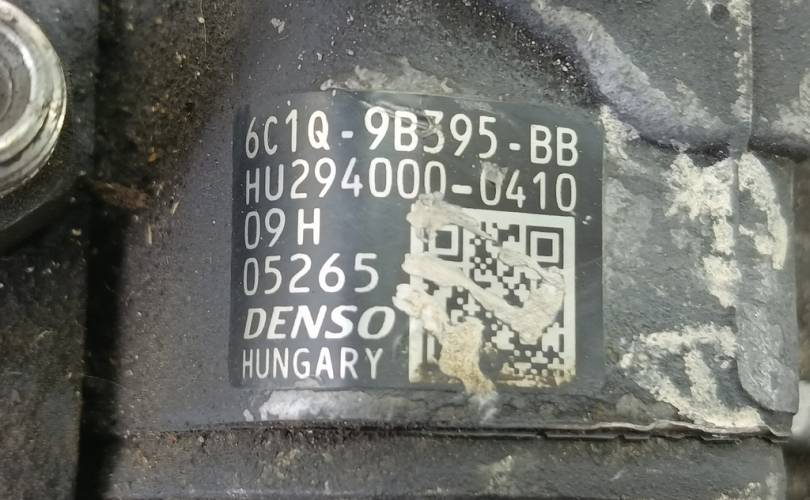 6C1Q-9B395-BB
HU294000-0410
09H
05265
DENSO
HUNGARY